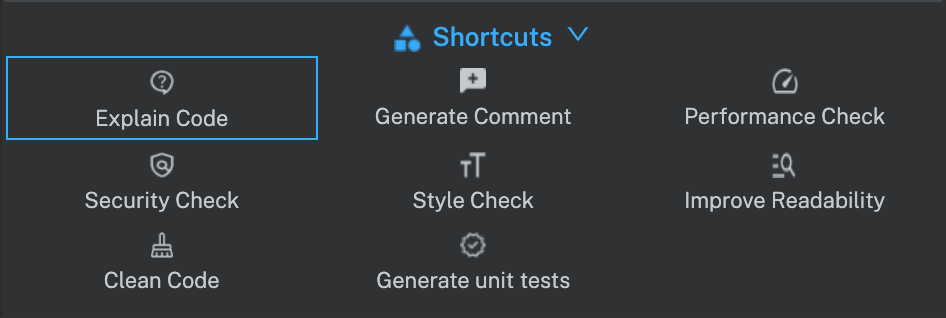 Shortcuts
Explain Code
Generate Comment
Performance Check
Security Check
Style Check
Improve Readability
Clean Code
Generate unit tests